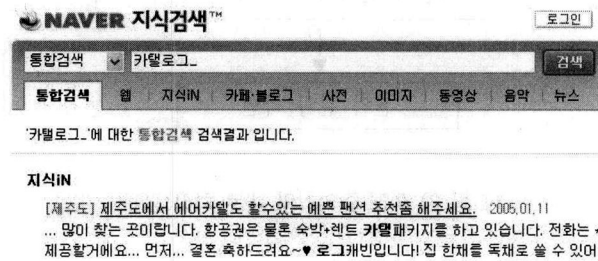 NAVER 지식검색™
로그인
통합검색 카탤로그_ 검색
통합검색 웹 지식iN 카페·블로그 사전 이미지 동영상 음악 뉴스
'카탤로그_'에 대한 통합검색 검색결과 입니다.
지식iN
[제주도] 제주도에서 에어카텔도 할수있는 예쁜 팬션 추천좀 해주세요. 2005.01.11
... 많이 찾는 곳이랍니다. 항공권은 물론 숙박+렌트 카텔패키지를 하고 있습니다. 전화는
제공할거에요... 먼저... 결혼 축하드려요~♥ 로그캐빈입니다! 집 한채를 독채로 쓸 수 있어